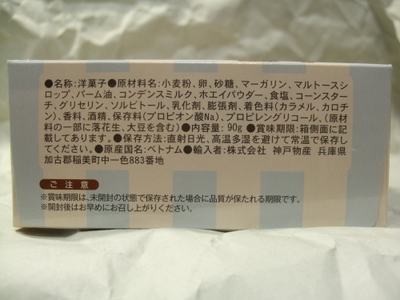 ●名称:洋菓子●原材料名:小麦粉、卵、砂糖、マーガリン、マルトースシ
ロップ、パーム油、コンデンスミルク、ホエイパウダー、食塩、コーンスター
チ、グリセリン、ソルビトール、乳化剤、膨張剤、着色料(カラメル、カロチ
ン)、香料、酒精、保存料(プロピオン酸Na)、プロピレングリコール、(原材
料の一部に落花生、大豆を含む)●内容量:90g●賞味期限:箱側面に記
載してあります。●保存方法:直射日光、高温多湿を避けて常温で保存し
てください。●原産国名:ベトナム●輸入者:株式会社 神戸物産 兵庫県
加古郡稲美町中一色883番地
ご注意
※賞味期限は、未開封の状態で保存された場合に品質が保たれる期限です。
※開封後はお早めにお召し上がりください。